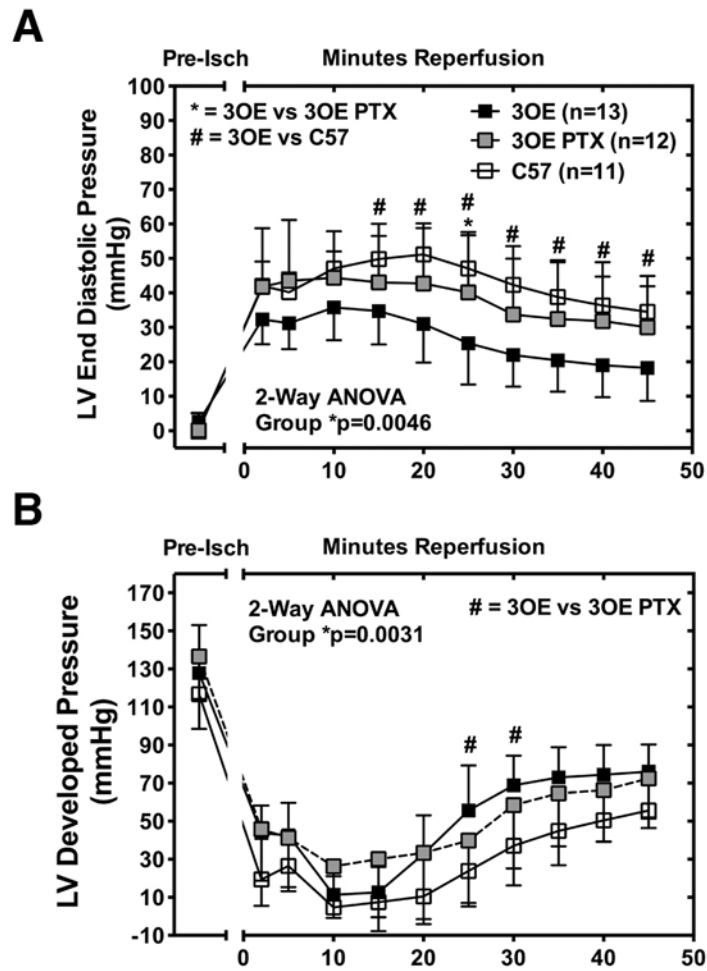 A
Pre-Isch Minutes Reperfusion
100
90
80
70
60
50
40
30
20
10
0
LV End Diastolic Pressure
(mmHg)
* = 3OE vs 3OE PTX
# = 3OE vs C57
3OE (n=13)
3OE PTX (n=12)
C57 (n=11)
# # # # # # #
*
2-Way ANOVA
Group *p=0.0046
0 10 20 30 40 50
B
Pre-Isch Minutes Reperfusion
170
150
130
110
90
70
50
30
10
-10
LV Developed Pressure
(mmHg)
2-Way ANOVA
Group *p=0.0031
# = 3OE vs 3OE PTX
# #
0 10 20 30 40 50